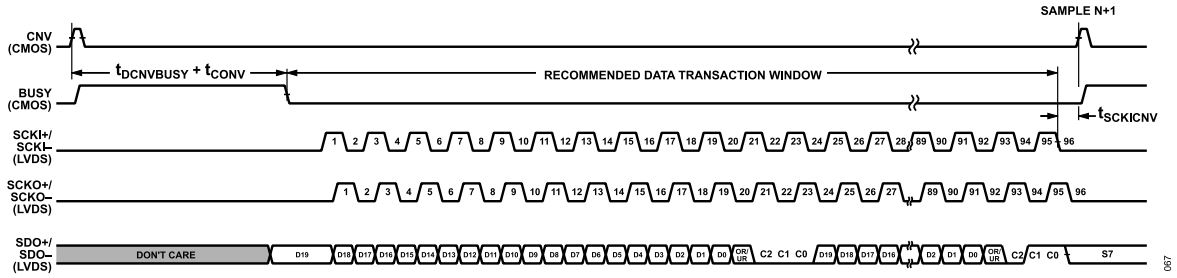 SAMPLE N+1
CNV
(CMOS)
tDCNVBUSY + tCONV
RECOMMENDED DATA TRANSACTION WINDOW
BUSY
(CMOS)
tSCKICNV
SCKI+/
SCKI–
(LVDS)
1 2 3 4 5 6 7 8 9 10 11 12 13 14 15 16 17 18 19 20 21 22 23 24 25 26 27 28 89 90 91 92 93 94 95 96
SCKO+/
SCKO–
(LVDS)
1 2 3 4 5 6 7 8 9 10 11 12 13 14 15 16 17 18 19 20 21 22 23 24 25 26 27 89 90 91 92 93 94 95 96
SDO+/
SDO–
(LVDS)
DON'T CARE D19 D18 D17 D16 D15 D14 D13 D12 D11 D10 D9 D8 D7 D6 D5 D4 D3 D2 D1 D0 OR/UR C2 C1 C0 D19 D18 D17 D16 D2 D1 D0 OR/UR C2 C1 C0 S7
067